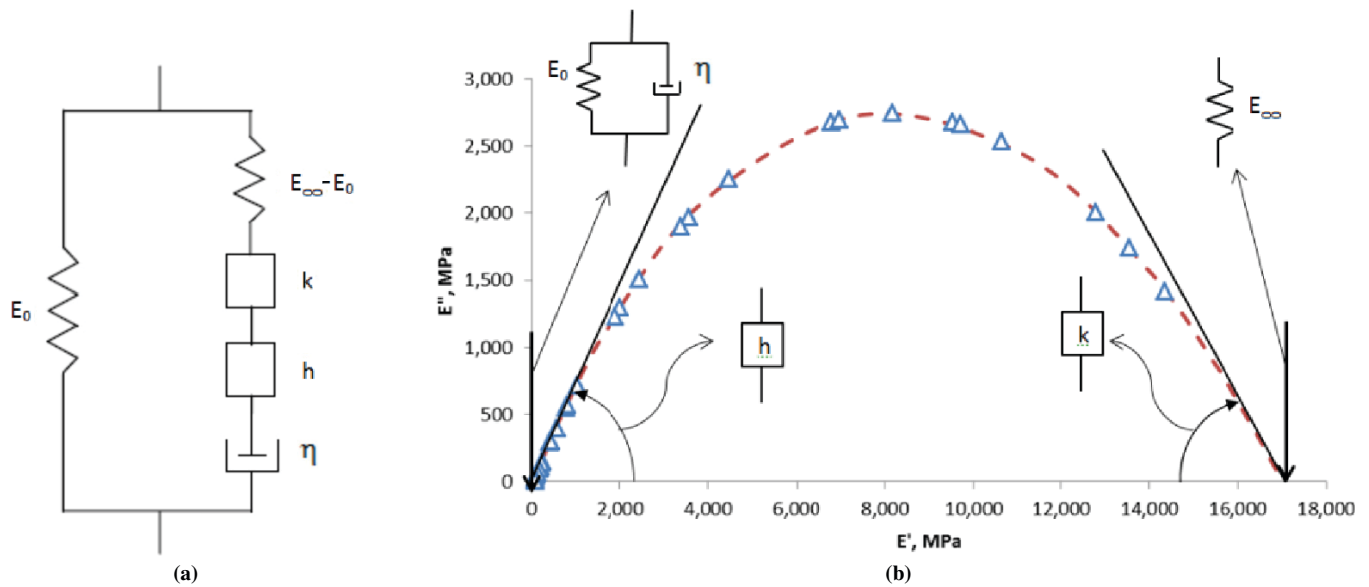 E₀
E∞-E₀
k
h
η
(a)
E₀
η
E∞
h
k
3,000
2,500
2,000
1,500
1,000
500
0
E", MPa
0
2,000
4,000
6,000
8,000
10,000
12,000
14,000
16,000
18,000
E', MPa
(b)